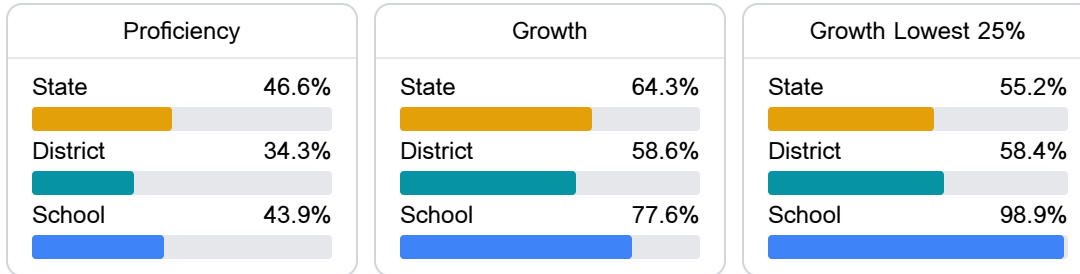 Proficiency
State 46.6%
District 34.3%
School 43.9%
Growth
State 64.3%
District 58.6%
School 77.6%
Growth Lowest 25%
State 55.2%
District 58.4%
School 98.9%